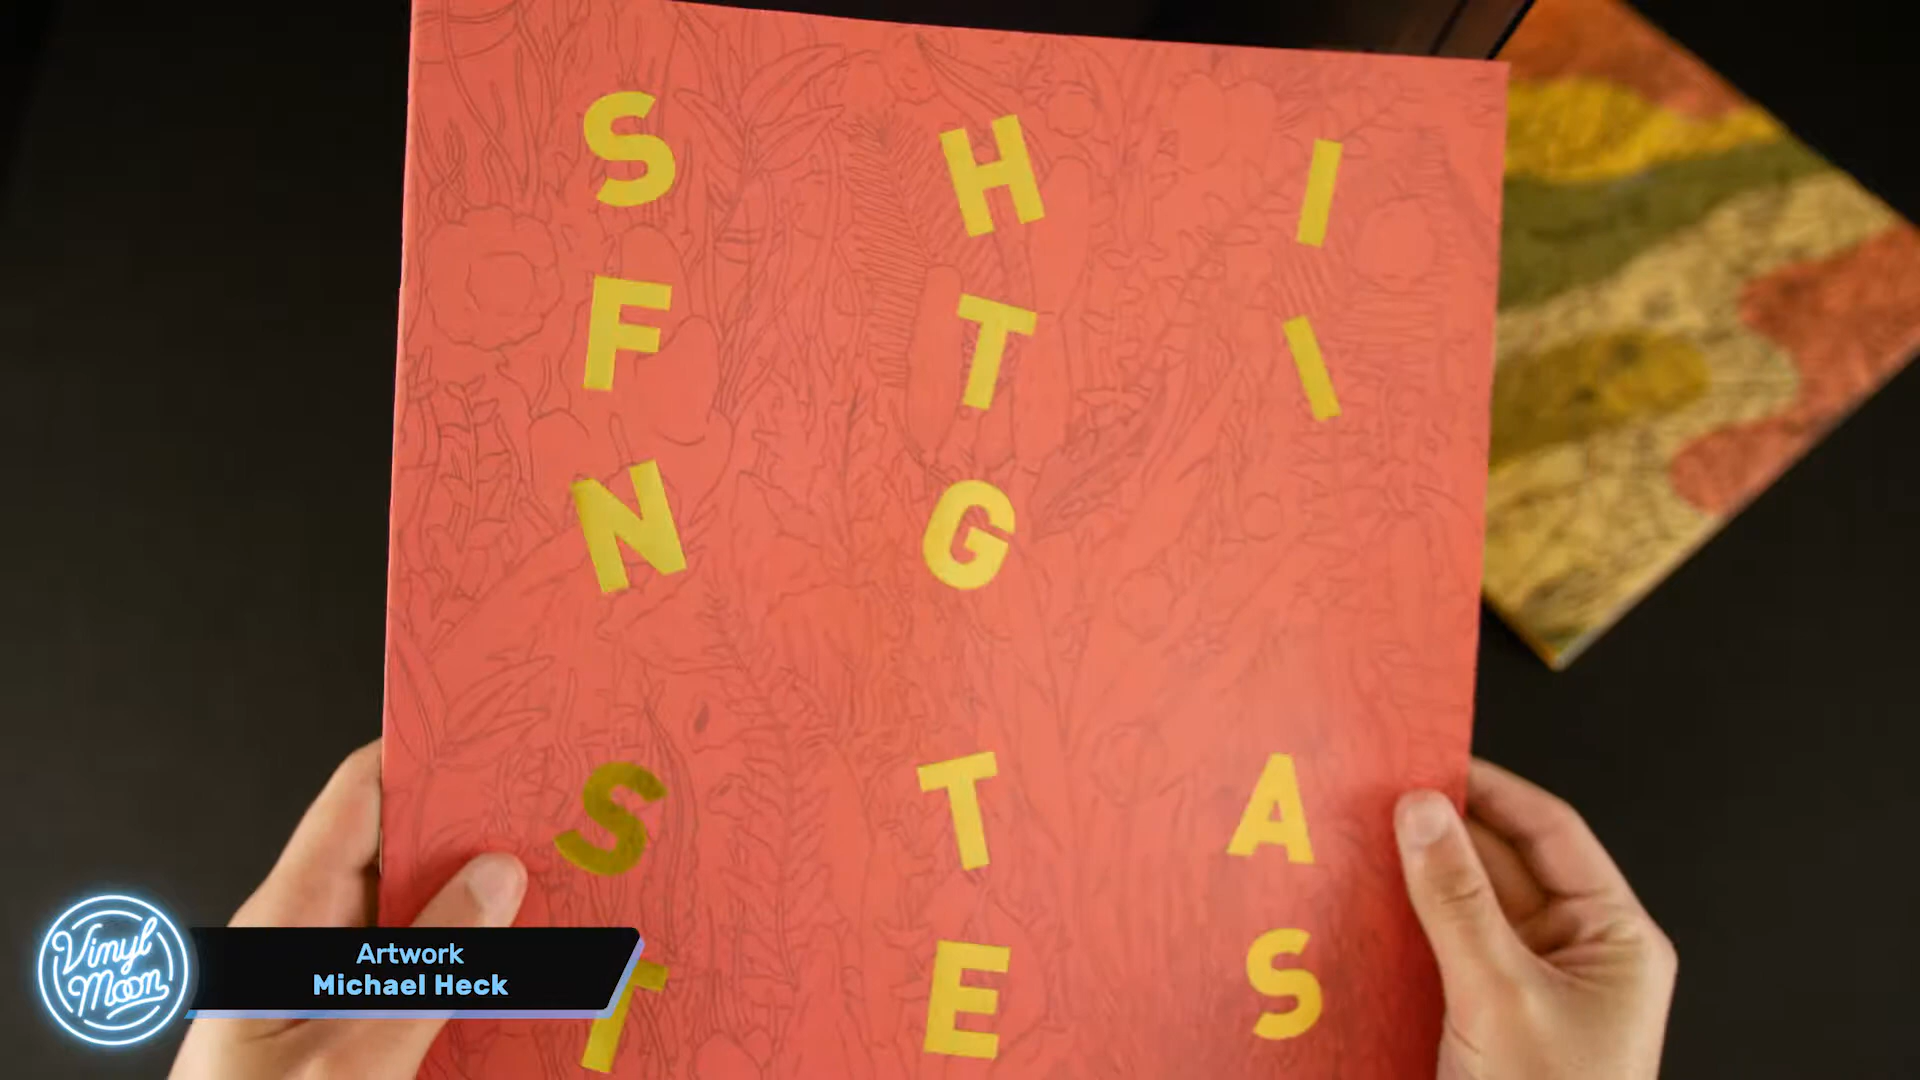 S H I
F T I
N G
S T A
T E S
Vinyl
Moon
Artwork
Michael Heck